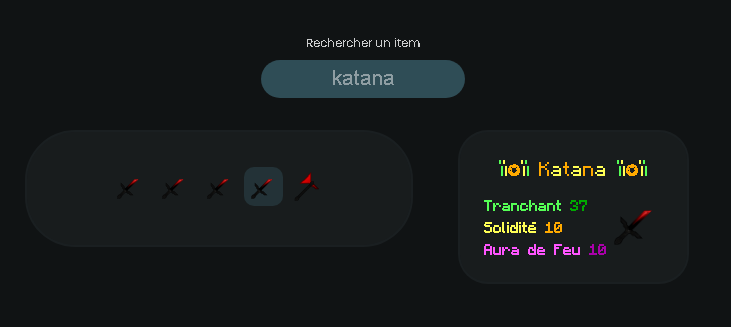 Rechercher un item
katana
Katana
Tranchant 37
Solidité 10
Aura de Feu 10